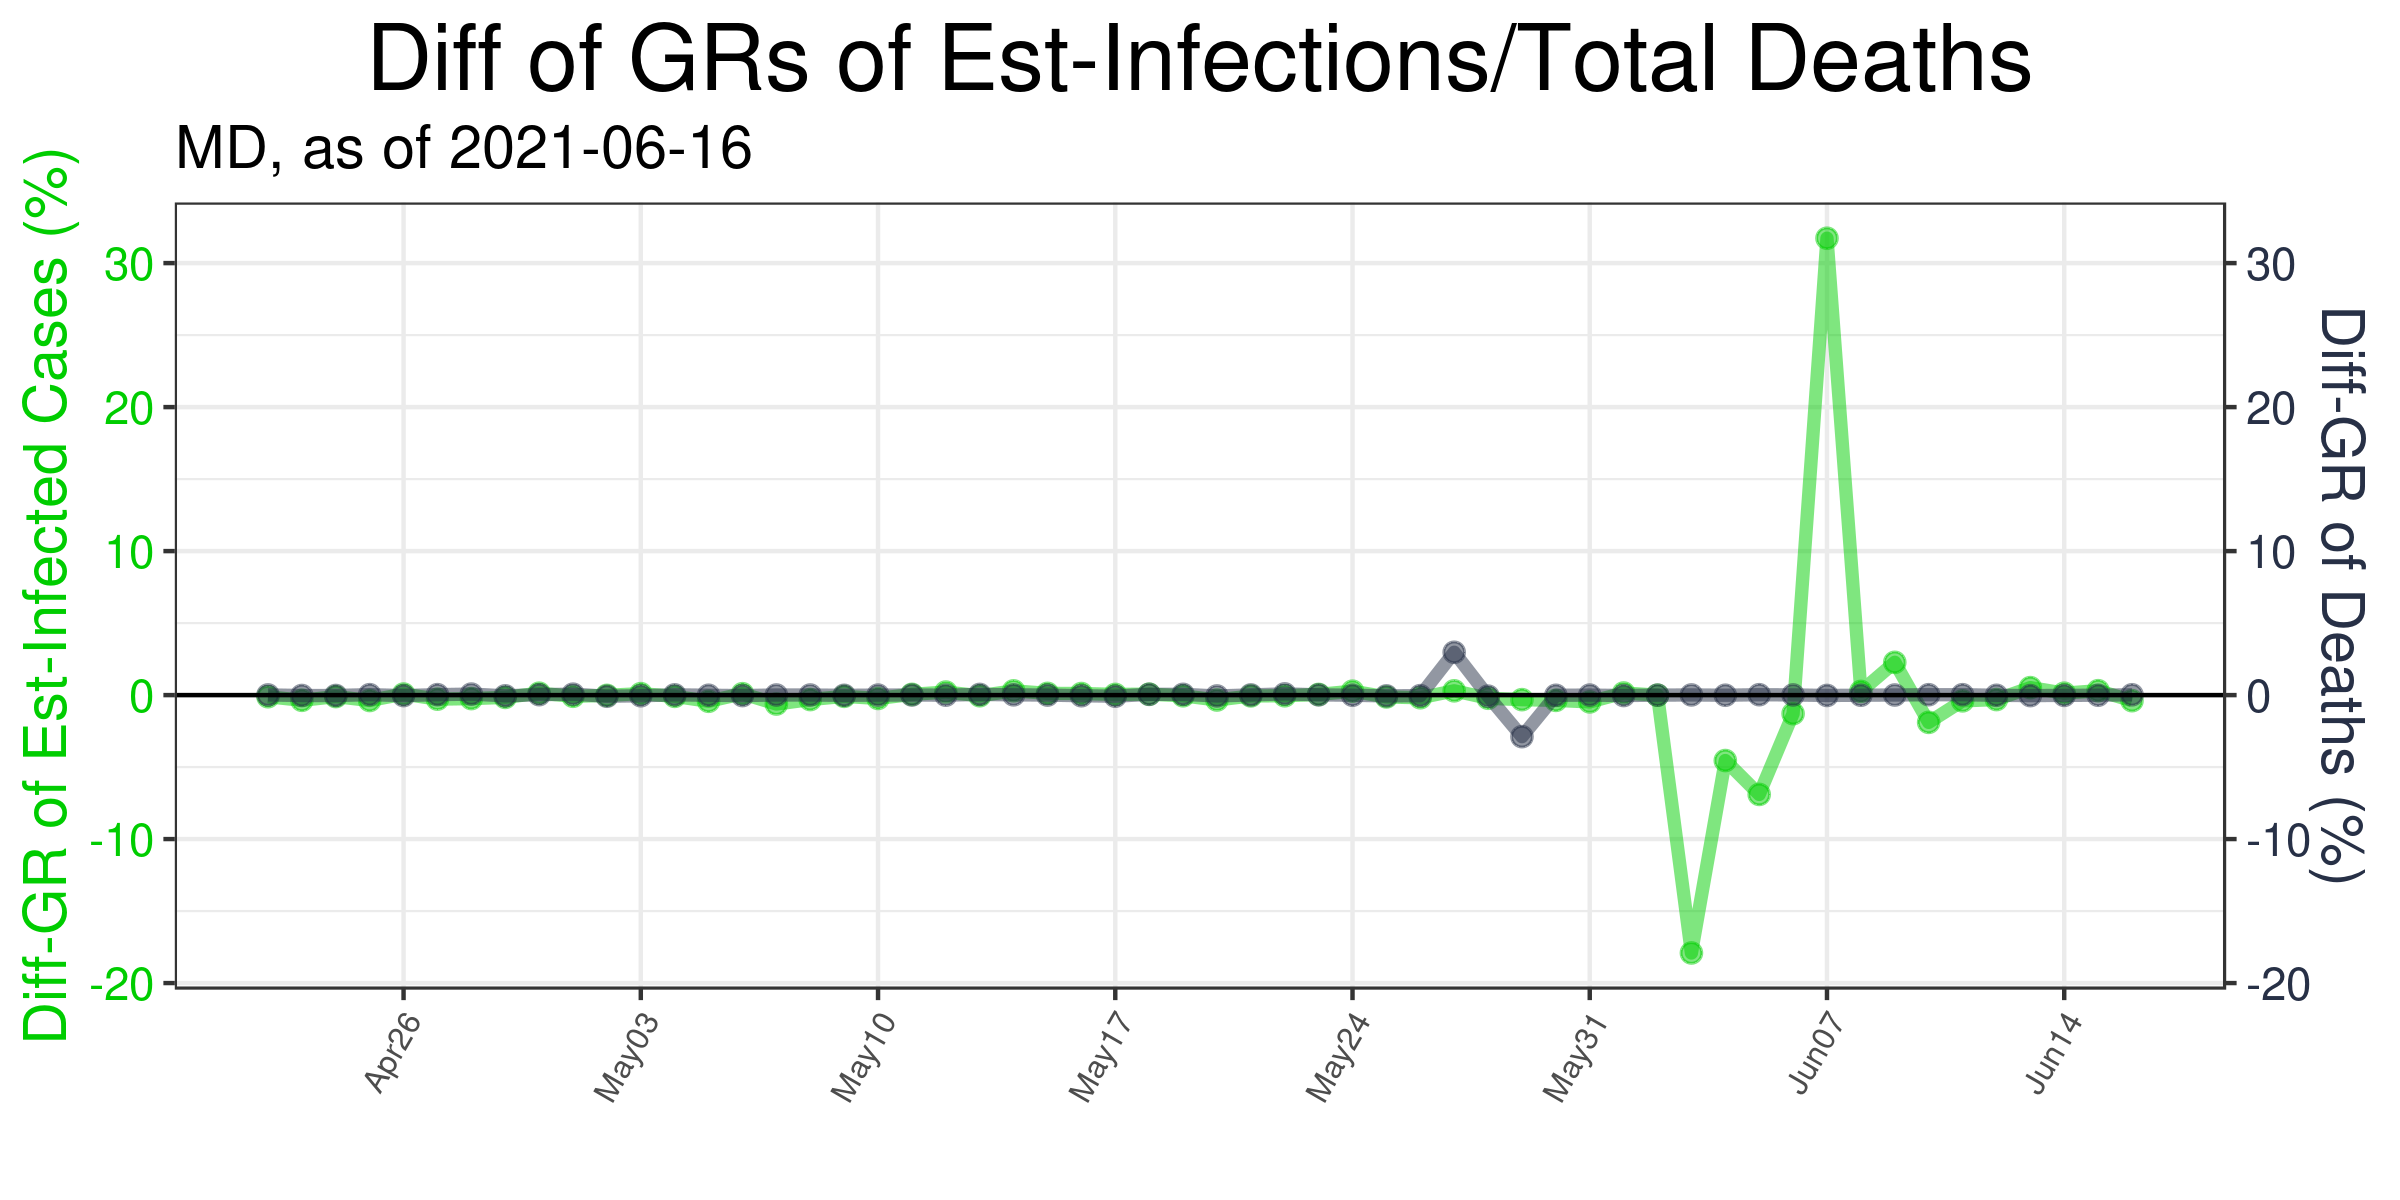 Diff of GRs of Est-Infections/Total Deaths
MD, as of 2021-06-16
Diff-GR of Est-Infected Cases (%)
30
20
10
0
-10
-20
30
20
10
0
-10
-20
Diff-GR of Deaths (%)
Apr26
May03
May10
May17
May24
May31
Jun07
Jun14